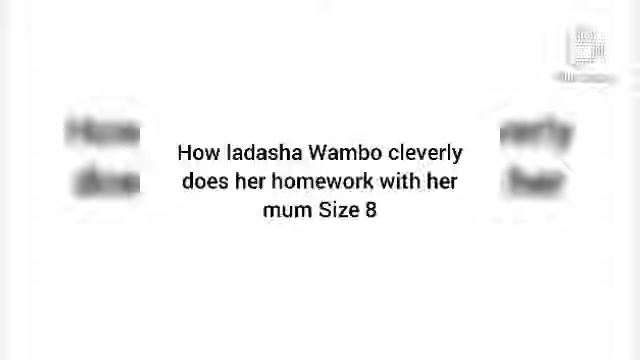 How ladasha Wambo cleverly
does her homework with her
mum Size 8